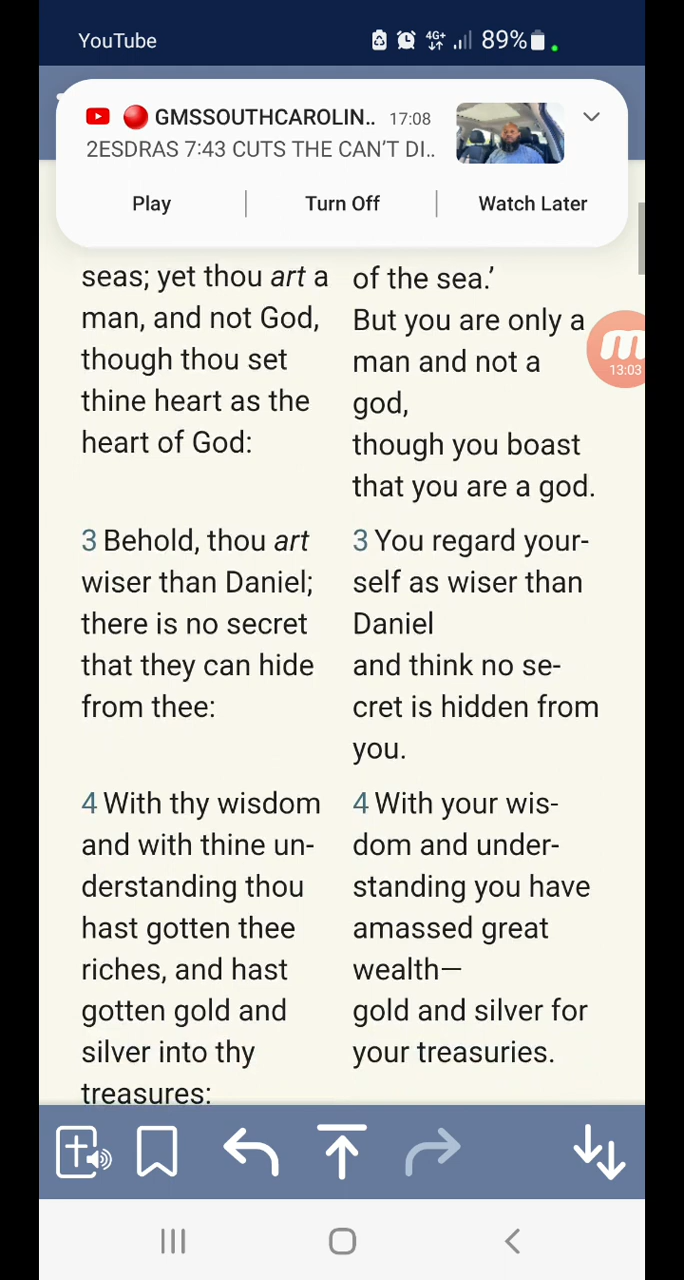 YouTube
4G+
89%
GMSSOUTHCAROLIN..
17:08
2ESDRAS 7:43 CUTS THE CAN'T DI..
Play
Turn Off
Watch Later
13:03
seas; yet thou art a
man, and not God,
though thou set
thine heart as the
heart of God:
3 Behold, thou art
wiser than Daniel;
there is no secret
that they can hide
from thee:
4 With thy wisdom
and with thine un-
derstanding thou
hast gotten thee
riches, and hast
gotten gold and
silver into thy
treasures:
of the sea.’
But you are only a
man and not a
god,
though you boast
that you are a god.
3 You regard your-
self as wiser than
Daniel
and think no se-
cret is hidden from
you.
4 With your wis-
dom and under-
standing you have
amassed great
wealth—
gold and silver for
your treasuries.